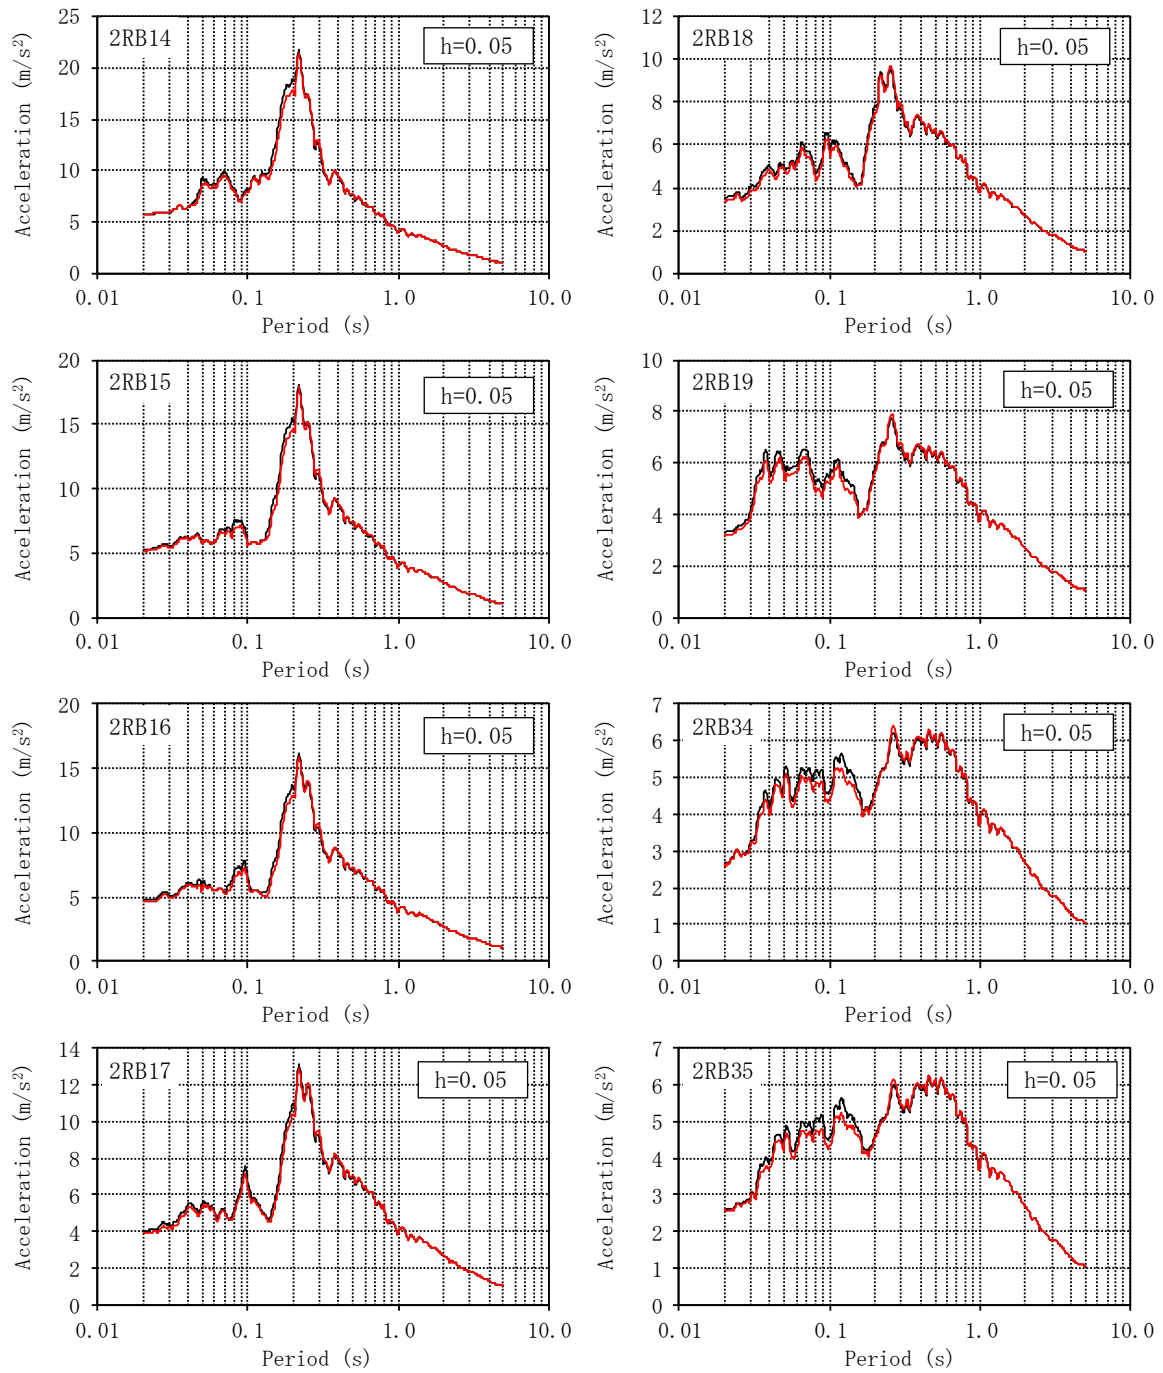 2RB14
h=0.05
Acceleration (m/s²)
25
20
15
10
5
0
0.01
0.1
1.0
10.0
Period (s)
2RB18
h=0.05
Acceleration (m/s²)
12
10
8
6
4
2
0
0.01
0.1
1.0
10.0
Period (s)
2RB15
h=0.05
Acceleration (m/s²)
20
15
10
5
0
0.01
0.1
1.0
10.0
Period (s)
2RB19
h=0.05
Acceleration (m/s²)
10
8
6
4
2
0
0.01
0.1
1.0
10.0
Period (s)
2RB16
h=0.05
Acceleration (m/s²)
20
15
10
5
0
0.01
0.1
1.0
10.0
Period (s)
2RB34
h=0.05
Acceleration (m/s²)
7
6
5
4
3
2
1
0
0.01
0.1
1.0
10.0
Period (s)
2RB17
h=0.05
Acceleration (m/s²)
14
12
10
8
6
4
2
0
0.01
0.1
1.0
10.0
Period (s)
2RB35
h=0.05
Acceleration (m/s²)
7
6
5
4
3
2
1
0
0.01
0.1
1.0
10.0
Period (s)